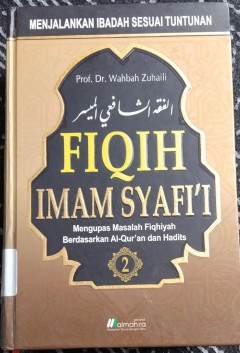 MENJALANKAN IBADAH SESUAI TUNTUNAN
Prof. Dr. Wahbah Zuhaili
الفقه الشافعي الميسر
FIQIH
IMAM SYAFI'I
Mengupas Masalah Fiqhiyah
Berdasarkan Al-Qur'an dan Hadits
2
almahira